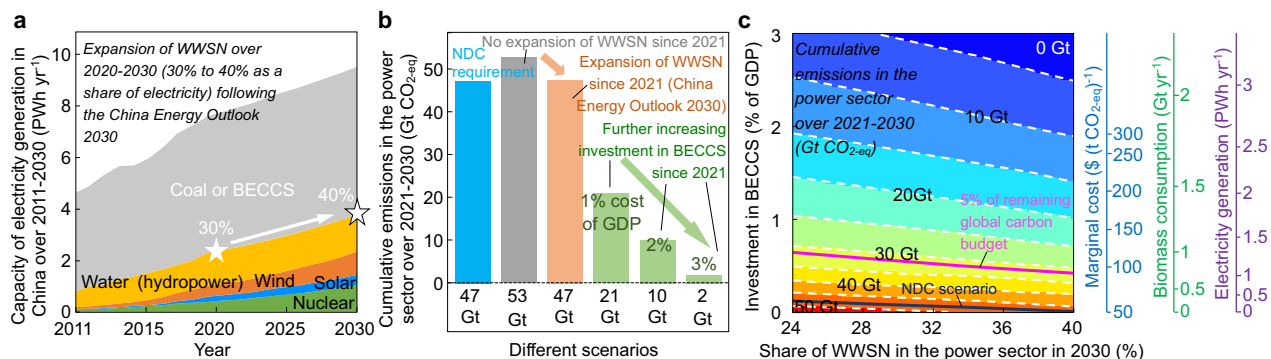 a
Capacity of electricity generation in
China over 2011-2030 (PWh yr-1)
10
8
6
4
2
0
Expansion of WWSN over
2020-2030 (30% to 40% as a
share of electricity) following
the China Energy Outlook
2030
Coal or BECCS
40%
30%
Water (hydropower)
Wind
Solar
Nuclear
2011
2015
2020
2025
2030
Year
b
Cumulative emissions in the power
sector over 2021-2030 (Gt CO2-eq)
50
40
30
20
10
0
No expansion of WWSN since 2021
NDC
requirement
Expansion of WWSN
since 2021 (China
Energy Outlook 2030)
Further increasing
investment in BECCS
since 2021
1% cost
of GDP
2%
3%
47 53 47 21 10 2
Gt Gt Gt Gt Gt Gt
Different scenarios
c
Investment in BECCS (% of GDP)
3
2
1
0
Cumulative
emissions in the
power sector
over 2021-2030
(Gt CO2-eq)
0 Gt
10 Gt
20Gt
5% of remaining
global carbon
budget
30 Gt
40 Gt
NDC scenario
50 Gt
24
28
32
36
40
Share of WWSN in the power sector in 2030 (%)
Marginal cost ($ (t CO2-eq)-1)
300
250
200
150
100
50
Biomass consumption (Gt yr-1)
2
1.5
1
0.5
0
Electricity generation (PWh yr-1)
3
2
1
0.5
0